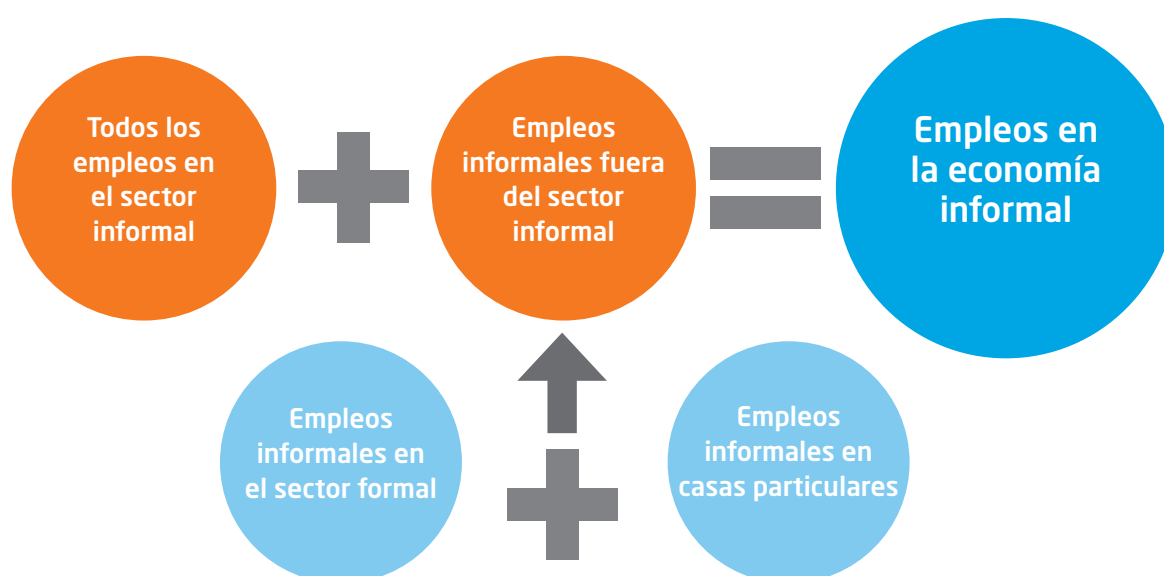 Todos los
empleos en
el sector
informal
Empleos
informales fuera
del sector
informal
Empleos en
la economía
informal
Empleos
informales en
el sector formal
Empleos
informales en
casas particulares